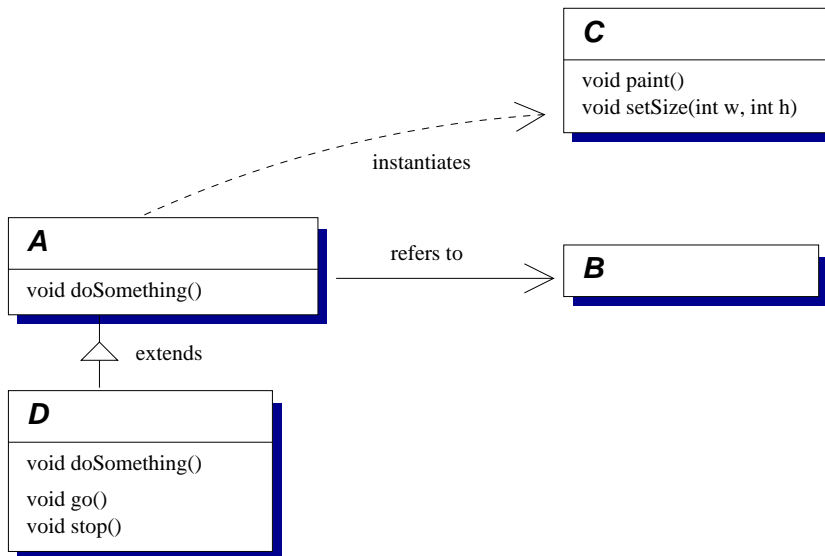 C
void paint()
void setSize(int w, int h)
instantiates
A
void doSomething()
refers to
B
extends
D
void doSomething()
void go()
void stop()